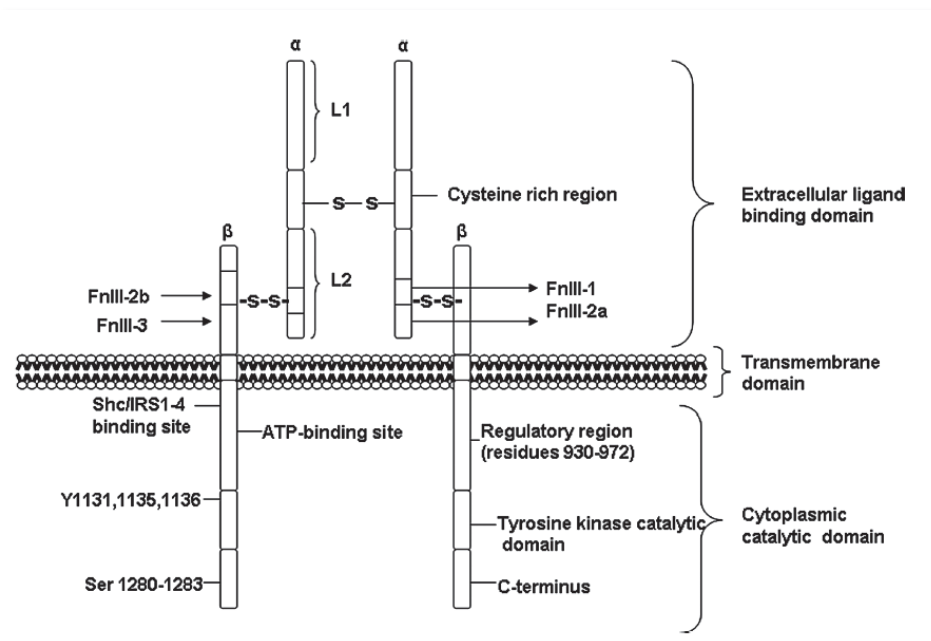 α
α
L1
S
S
Cysteine rich region
Extracellular ligand
binding domain
β
β
L2
FnIII-2b
-S-S-
-S-S-
FnIII-1
FnIII-2a
FnIII-3
Transmembrane
domain
Shc/IRS1-4
binding site
ATP-binding site
Regulatory region
(residues 930-972)
Y1131,1135,1136
Tyrosine kinase catalytic
domain
Cytoplasmic
catalytic domain
Ser 1280-1283
C-terminus